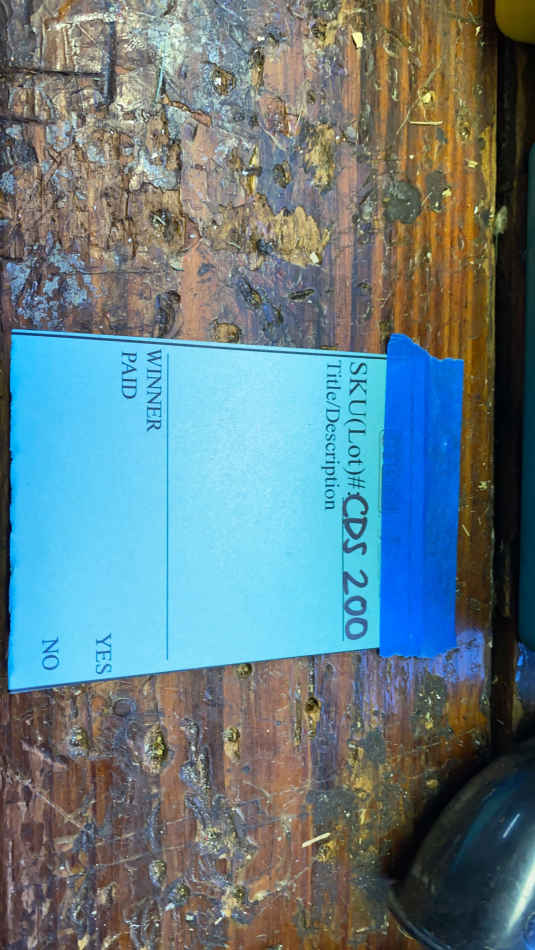 SKU(Lot)#CDS 200
Title/Description
WINNER
PAID
YES
NO